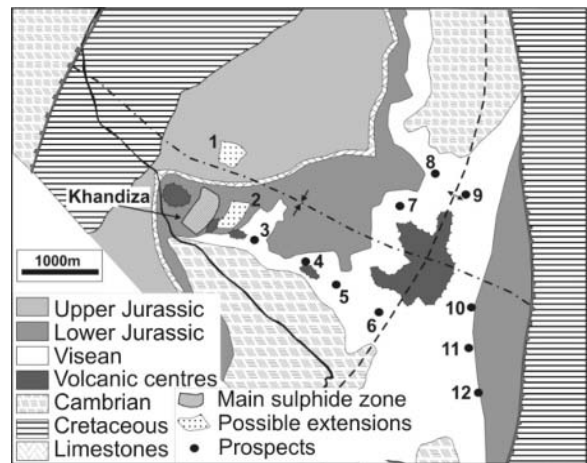 1
8
9
Khandiza
2
7
3
4
5
1000m
10
6
11
12
Upper Jurassic
Lower Jurassic
Visean
Volcanic centres
Cambrian
Cretaceous
Limestones
Main sulphide zone
Possible extensions
Prospects